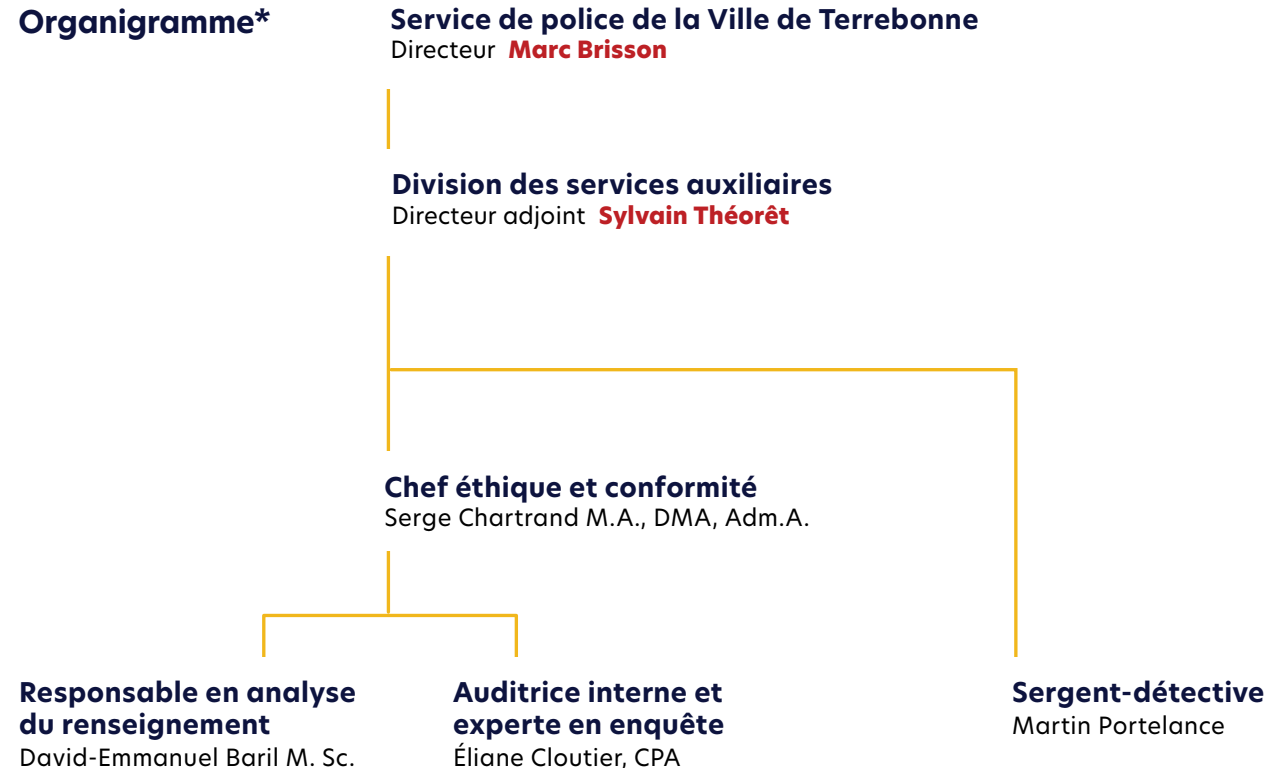 Organigramme*
Service de police de la Ville de Terrebonne
Directeur Marc Brisson
Division des services auxiliaires
Directeur adjoint Sylvain Théorêt
Chef éthique et conformité
Serge Chartrand M.A., DMA, Adm.A.
Responsable en analyse
du renseignement
David-Emmanuel Baril M. Sc.
Auditrice interne et
experte en enquête
Éliane Cloutier, CPA
Sergent-détective
Martin Portelance